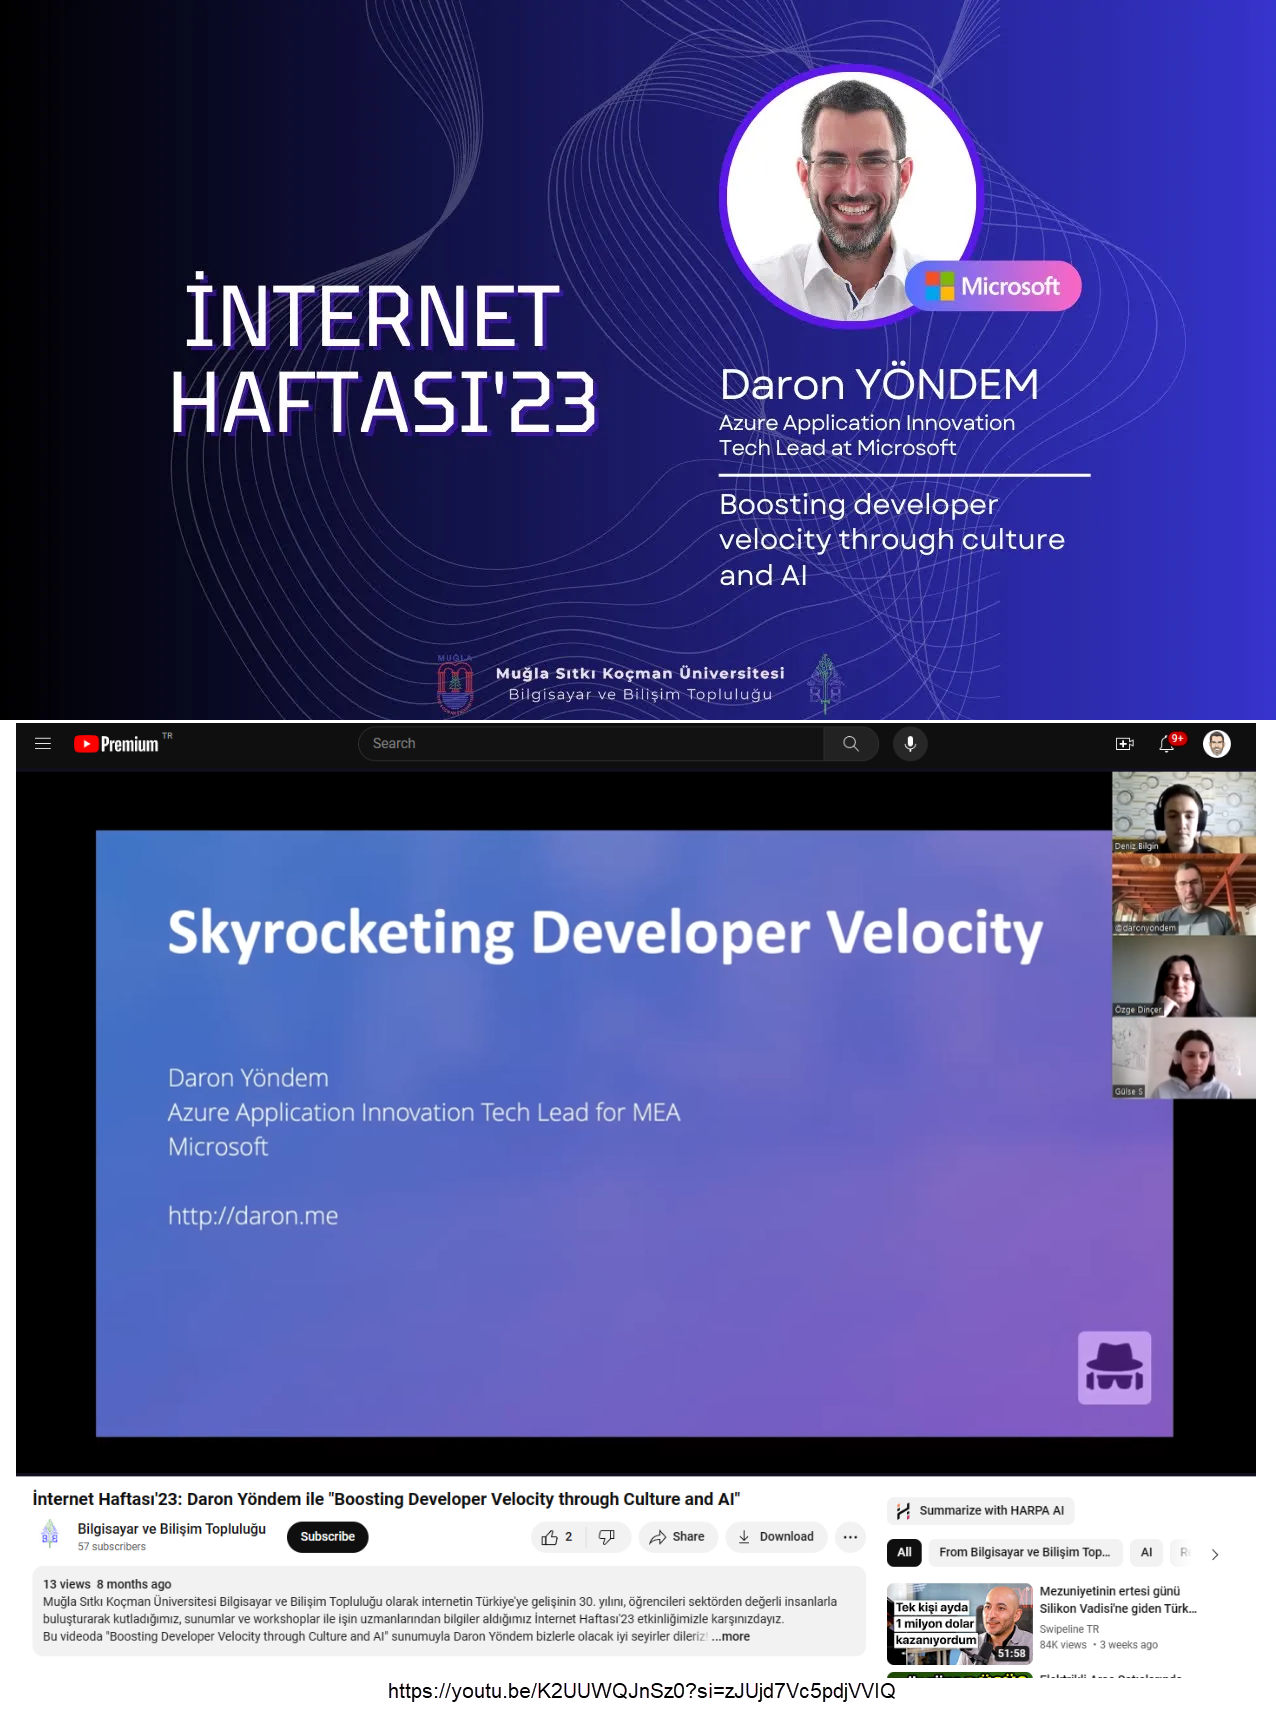 İNTERNET
HAFTASI'23
Microsoft
Daron YÖNDEM
Azure Application Innovation
Tech Lead at Microsoft
Boosting developer
velocity through culture
and AI
MUĞLA
Muğla Sıtkı Koçman Üniversitesi
Bilgisayar ve Bilişim Topluluğu
Premium TR
Search
9+
Skyrocketing Developer Velocity
Daron Yöndem
Azure Application Innovation Tech Lead for MEA
Microsoft
http://daron.me
Deniz Bilgin
@daronyondem
Özge Dinçer
Gülse S
İnternet Haftası'23: Daron Yöndem ile "Boosting Developer Velocity through Culture and AI"
Bilgisayar ve Bilişim Topluluğu
57 subscribers
Subscribe
2
Share
Download
13 views 8 months ago
Muğla Sıtkı Koçman Üniversitesi Bilgisayar ve Bilişim Topluluğu olarak internetin Türkiye'ye gelişinin 30. yılını, öğrencileri sektörden değerli insanlarla
buluşturarak kutladığımız, sunumlar ve workshoplar ile işin uzmanlarından bilgiler aldığımız İnternet Haftası'23 etkinliğimizle karşınızdayız.
Bu videoda "Boosting Developer Velocity through Culture and AI" sunumuyla Daron Yöndem bizlerle olacak iyi seyirler dileriz! ...more
Summarize with HARPA AI
All
From Bilgisayar ve Bilişim Top...
AI
Tek kişi ayda
1 milyon dolar
kazanıyordum
51:58
Mezuniyetinin ertesi günü
Silikon Vadisi'ne giden Türk...
Swipeline TR
84K views • 3 weeks ago
https://youtu.be/K2UUWQJnSz0?si=zJUjd7Vc5pdjVVIQ